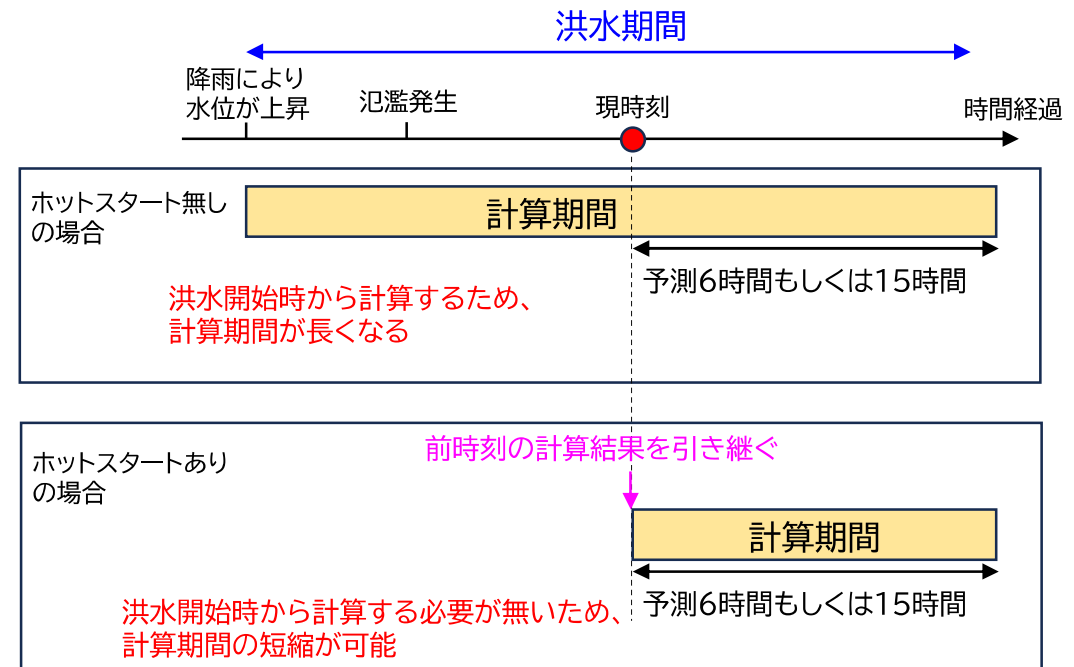 洪水期間
降雨により
水位が上昇
氾濫発生
現時刻
時間経過
ホットスタート無し
の場合
計算期間
予測6時間もしくは15時間
洪水開始時から計算するため、
計算期間が長くなる
前時刻の計算結果を引き継ぐ
ホットスタートあり
の場合
計算期間
予測6時間もしくは15時間
洪水開始時から計算する必要が無いため、
計算期間の短縮が可能